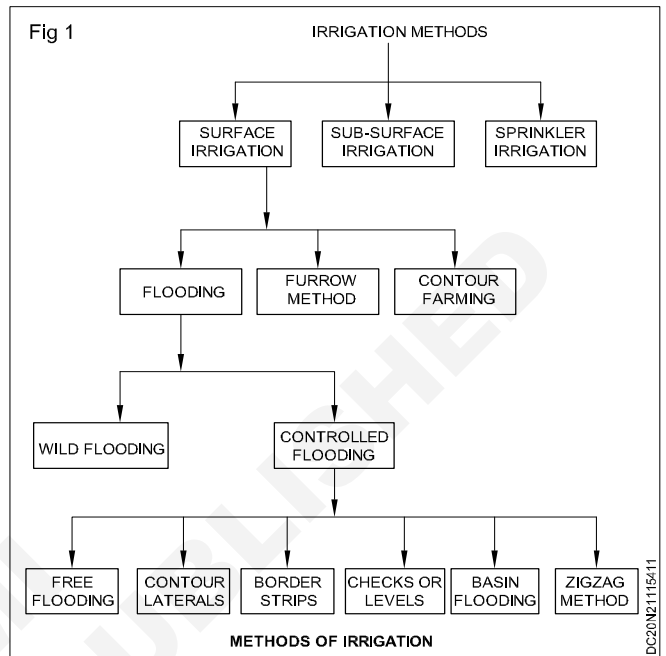 Fig 1
IRRIGATION METHODS
SURFACE
IRRIGATION
SUB-SURFACE
IRRIGATION
SPRINKLER
IRRIGATION
FLOODING
FURROW
METHOD
CONTOUR
FARMING
WILD FLOODING
CONTROLLED
FLOODING
FREE
FLOODING
CONTOUR
LATERALS
BORDER
STRIPS
CHECKS OR
LEVELS
BASIN
FLOODING
ZIGZAG
METHOD
METHODS OF IRRIGATION
DC20N21115411
UBLISHED